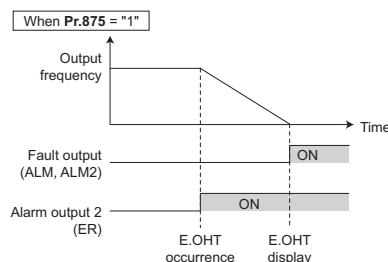 When Pr.875 = "1"
Output
frequency
Time
Fault output
(ALM, ALM2)
ON
Alarm output 2
(ER)
ON
E.OHT
occurrence
E.OHT
display